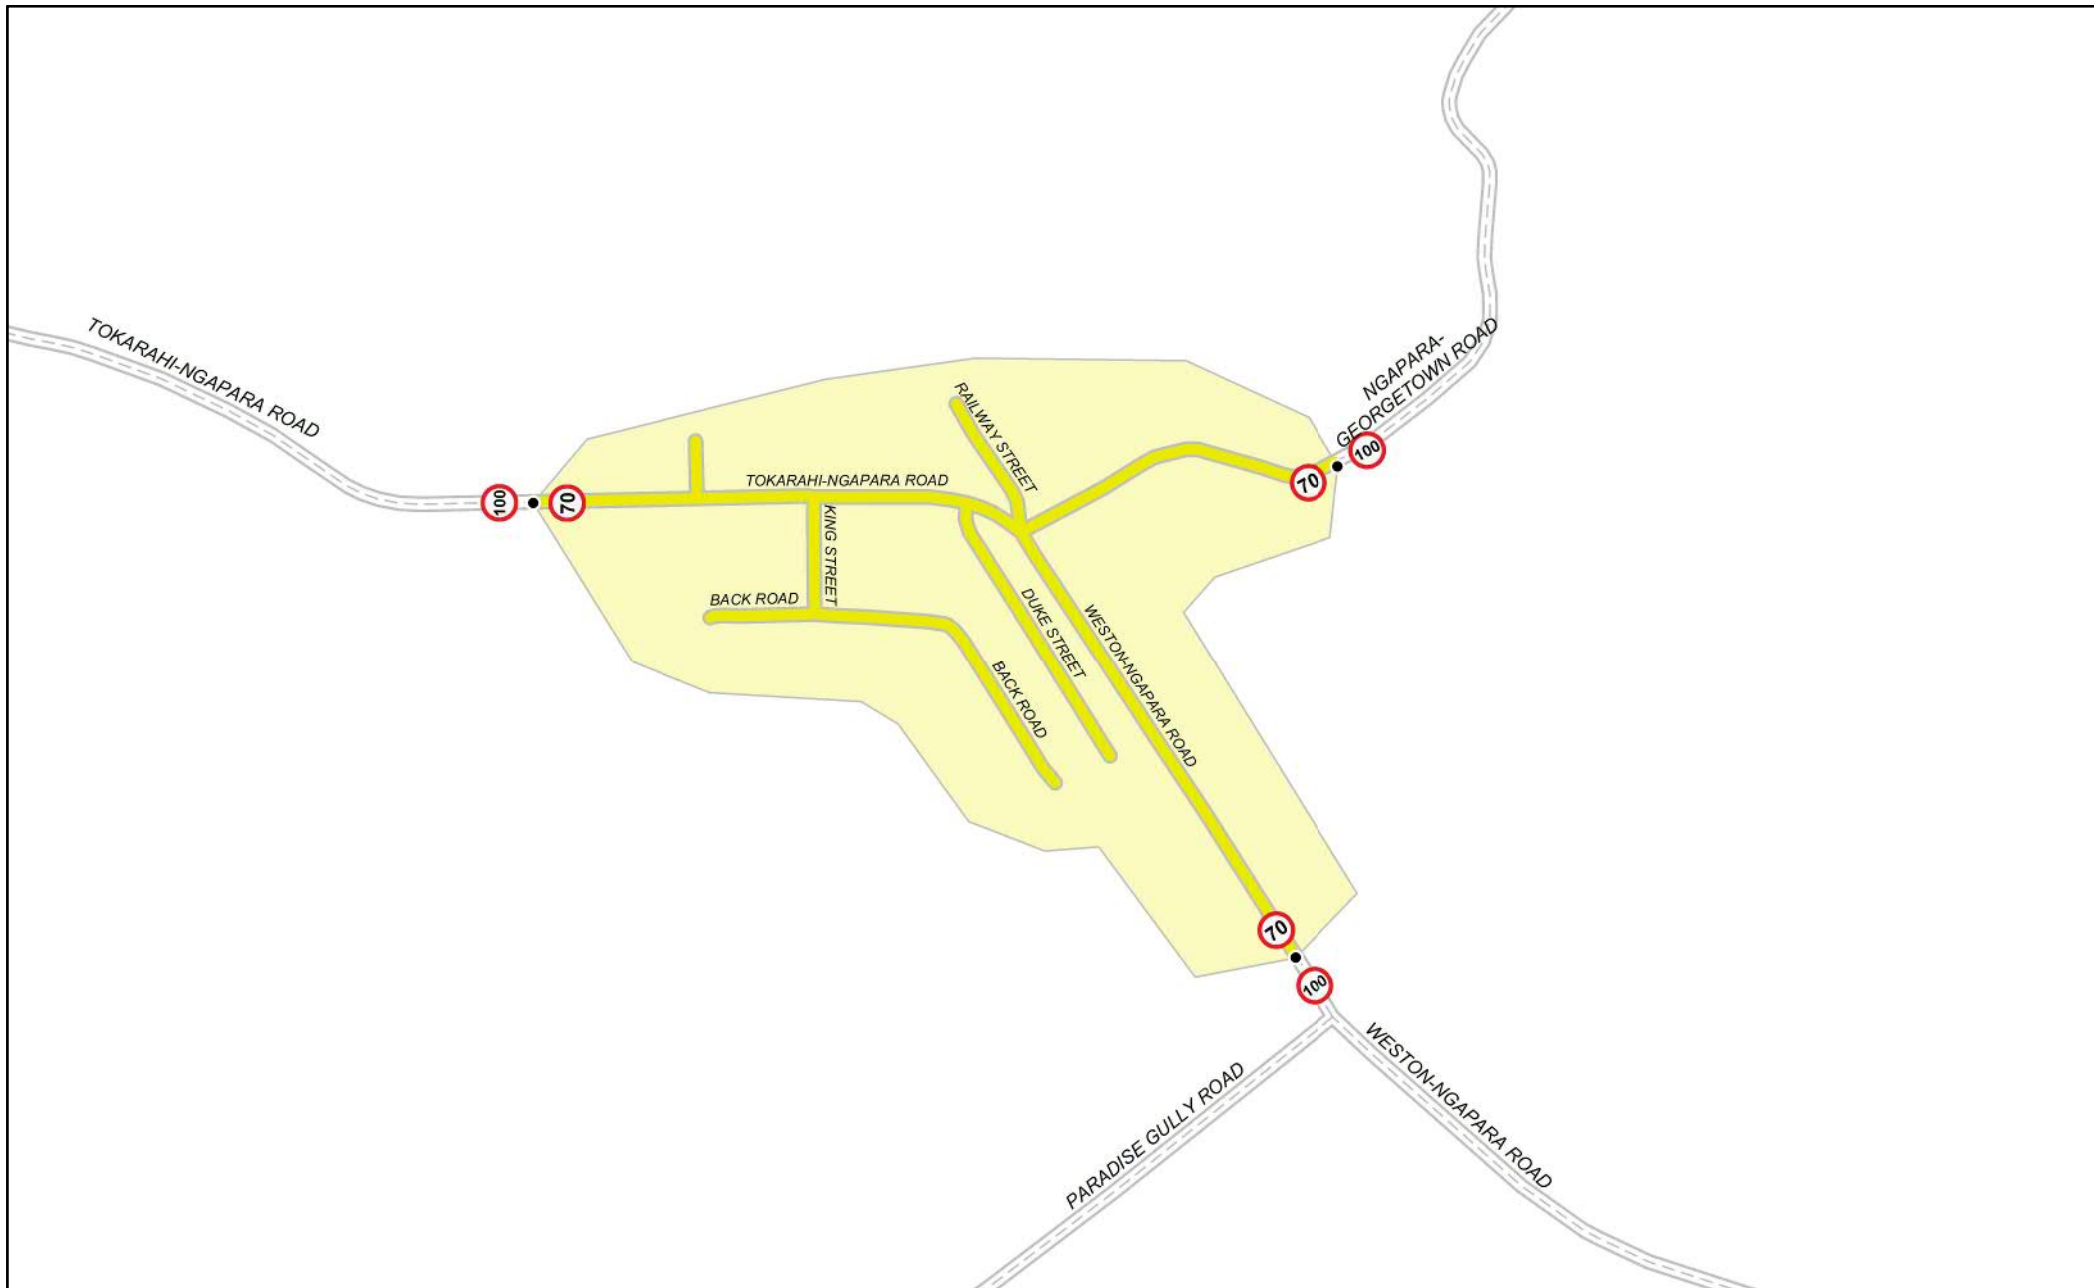 TOKARAHI-NGAPARA ROAD
NGAPARA-
GEORGETOWN ROAD
RAILWAY STREET
100
70
TOKARAHI-NGAPARA ROAD
70
100
KING STREET
BACK ROAD
DUKE STREET
WESTON-NGAPARA ROAD
BACK ROAD
70
100
PARADISE GULLY ROAD
WESTON-NGAPARA ROAD